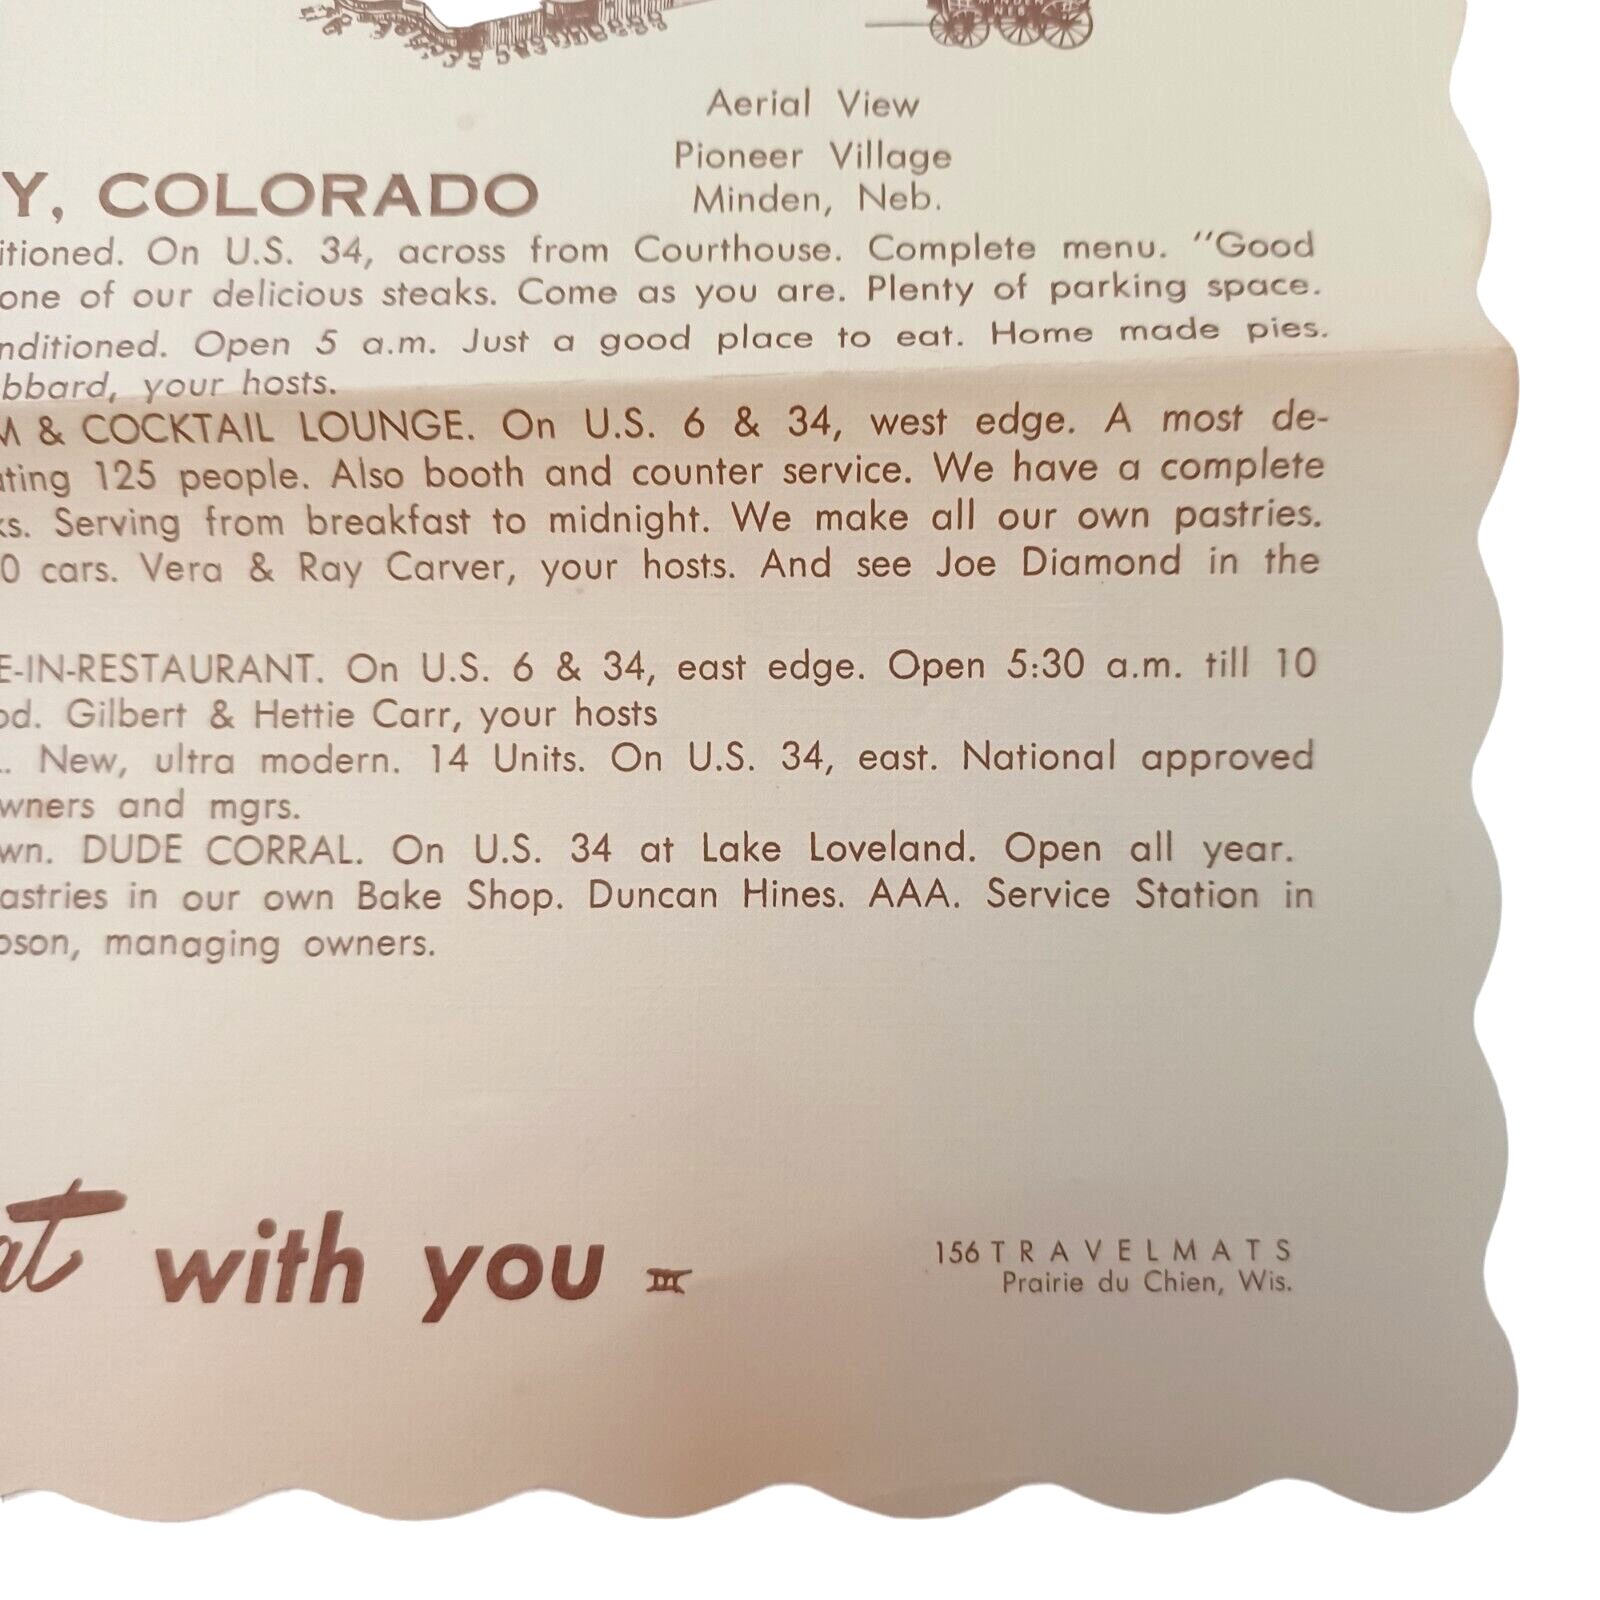 Aerial View
Pioneer Village
Minden, Neb.
Y, COLORADO
itioned. On U.S. 34, across from Courthouse. Complete menu. "Good
one of our delicious steaks. Come as you are. Plenty of parking space.
nditioned. Open 5 a.m. Just a good place to eat. Home made pies.
bbard, your hosts.
M & COCKTAIL LOUNGE. On U.S. 6 & 34, west edge. A most de-
ating 125 people. Also booth and counter service. We have a complete
ks. Serving from breakfast to midnight. We make all our own pastries.
0 cars. Vera & Ray Carver, your hosts. And see Joe Diamond in the
E-IN-RESTAURANT. On U.S. 6 & 34, east edge. Open 5:30 a.m. till 10
od. Gilbert & Hettie Carr, your hosts
. New, ultra modern. 14 Units. On U.S. 34, east. National approved
wners and mgrs.
wn. DUDE CORRAL. On U.S. 34 at Lake Loveland. Open all year.
astries in our own Bake Shop. Duncan Hines. AAA. Service Station in
pson, managing owners.
at with you
156 TRAVELMATS
Prairie du Chien, Wis.